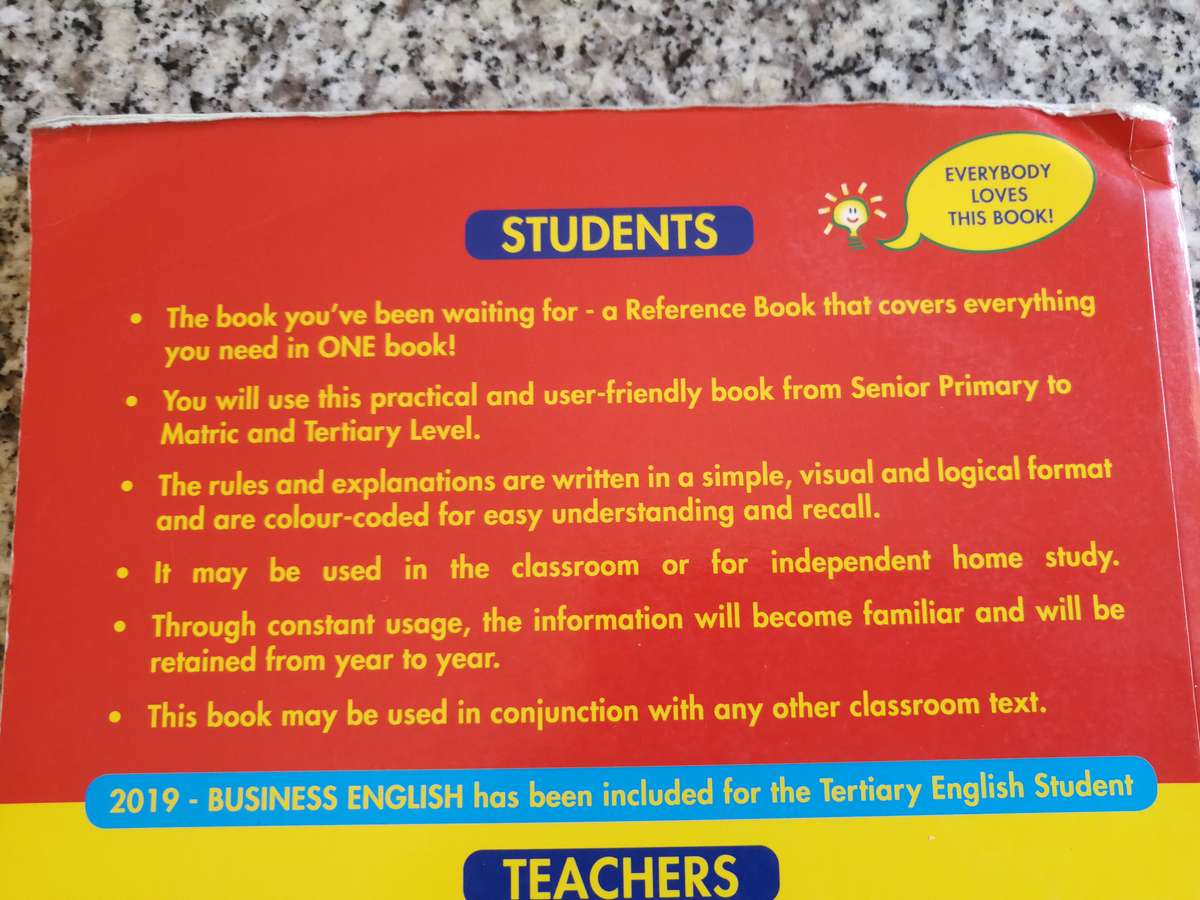 EVERYBODY
LOVES
THIS BOOK!
STUDENTS
• The book you've been waiting for - a Reference Book that covers everything
you need in ONE book!
• You will use this practical and user-friendly book from Senior Primary to
Matric and Tertiary Level.
• The rules and explanations are written in a simple, visual and logical format
and are colour-coded for easy understanding and recall.
• It may be used in the classroom or for independent home study.
• Through constant usage, the information will become familiar and will be
retained from year to year.
• This book may be used in conjunction with any other classroom text.
2019 - BUSINESS ENGLISH has been included for the Tertiary English Student
TEACHERS